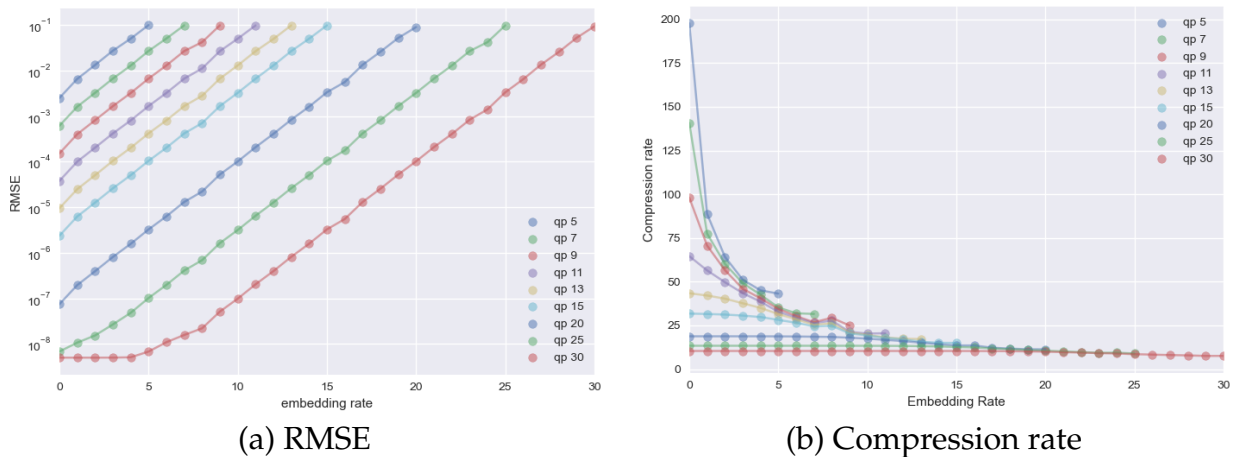 10⁻¹
10⁻²
10⁻³
10⁻⁴
10⁻⁵
10⁻⁶
10⁻⁷
10⁻⁸
RMSE
qp 5
qp 7
qp 9
qp 11
qp 13
qp 15
qp 20
qp 25
qp 30
0 5 10 15 20 25 30
embedding rate
(a) RMSE
200
175
150
125
100
75
50
25
0
Compression rate
qp 5
qp 7
qp 9
qp 11
qp 13
qp 15
qp 20
qp 25
qp 30
0 5 10 15 20 25 30
Embedding Rate
(b) Compression rate